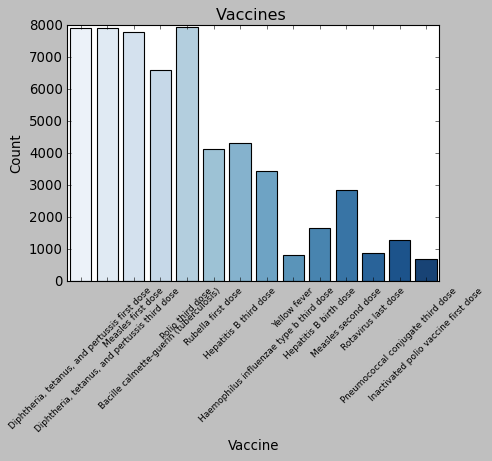 Vaccines
8000
7000
6000
5000
4000
3000
2000
1000
0
Count
Diphtheria, tetanus, and pertussis first dose
Measles first dose
Diphtheria, tetanus, and pertussis third dose
Bacille calmette-guerin (tuberculosis)
Polio third dose
Rubella first dose
Hepatitis B third dose
Haemophilus influenzae type b third dose
Yellow fever
Hepatitis B birth dose
Measles second dose
Rotavirus last dose
Pneumococcal conjugate third dose
Inactivated polio vaccine first dose
Vaccine